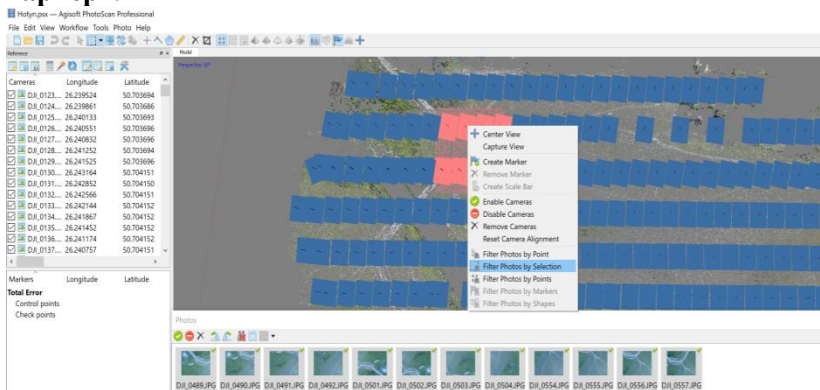 Hotyn.psx — Agisoft PhotoScan Professional
File Edit View Workflow Tools Photo Help
Reference
Model
Perspective 30°
Cameras Longitude Latitude
DJI_0123.... 26.239524 50.703694
DJI_0124.... 26.239861 50.703686
DJI_0125.... 26.240133 50.703693
DJI_0126.... 26.240551 50.703696
DJI_0127.... 26.240832 50.703696
DJI_0128.... 26.241252 50.703694
DJI_0129.... 26.241525 50.703696
DJI_0130.... 26.243164 50.704151
DJI_0131.... 26.242852 50.704150
DJI_0132.... 26.242566 50.704151
DJI_0133.... 26.242144 50.704152
DJI_0134.... 26.241867 50.704152
DJI_0135.... 26.241452 50.704152
DJI_0136.... 26.241174 50.704152
DJI_0137.... 26.240757 50.704151
Markers Longitude Latitude
Total Error
Control points
Check points
Center View
Capture View
Create Marker
Remove Marker
Create Scale Bar
Enable Cameras
Disable Cameras
Remove Cameras
Reset Camera Alignment
Filter Photos by Point
Filter Photos by Selection
Filter Photos by Points
Filter Photos by Markers
Filter Photos by Shapes
Photos
DJI_0489.JPG DJI_0490.JPG DJI_0491.JPG DJI_0492.JPG DJI_0501.JPG DJI_0502.JPG DJI_0503.JPG DJI_0504.JPG DJI_0554.JPG DJI_0555.JPG DJI_0556.JPG DJI_0557.JPG